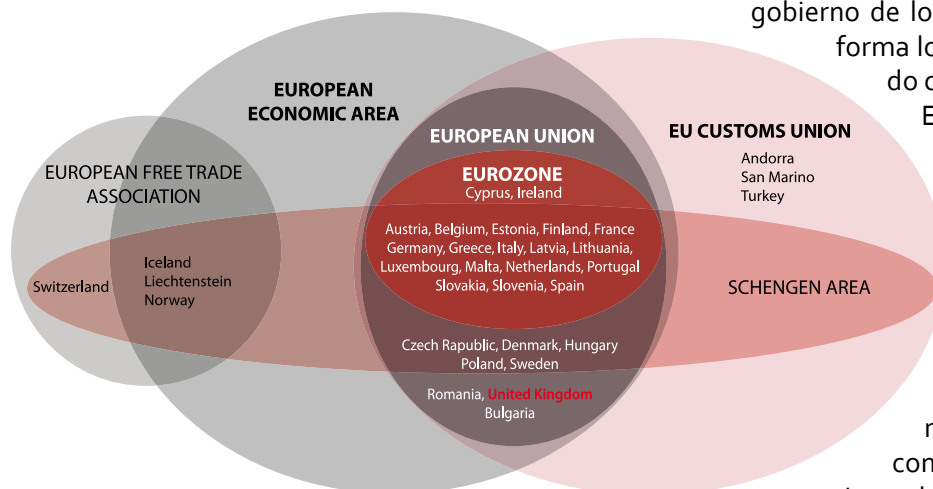 gobierno de lo
forma lo
do c
E
EUROPEAN
ECONOMIC AREA
EUROPEAN UNION
EU CUSTOMS UNION
Andorra
San Marino
Turkey
EUROPEAN FREE TRADE
ASSOCIATION
EUROZONE
Cyprus, Ireland
Austria, Belgium, Estonia, Finland, France
Germany, Greece, Italy, Latvia, Lithuania,
Luxembourg, Malta, Netherlands, Portugal
Slovakia, Slovenia, Spain
Switzerland
Iceland
Liechtenstein
Norway
SCHENGEN AREA
Czech Rapublic, Denmark, Hungary
Poland, Sweden
Romania, United Kingdom
Bulgaria
com